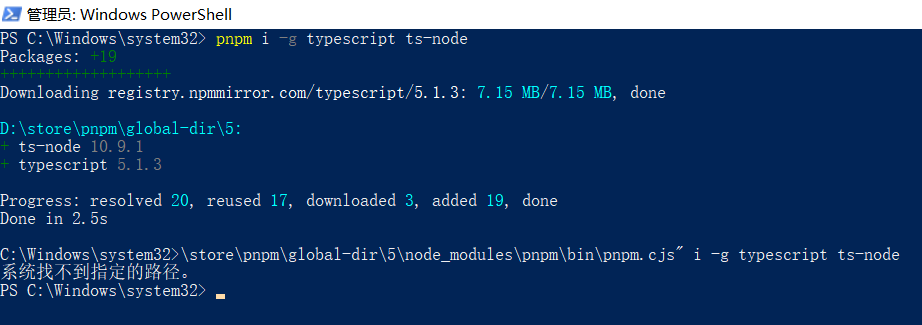 管理员: Windows PowerShell
PS C:\Windows\system32> pnpm i -g typescript ts-node
Packages: +19
+++++++++++++++++++
Downloading registry.npmmirror.com/typescript/5.1.3: 7.15 MB/7.15 MB, done
D:\store\pnpm\global-dir\5:
+ ts-node 10.9.1
+ typescript 5.1.3
Progress: resolved 20, reused 17, downloaded 3, added 19, done
Done in 2.5s
C:\Windows\system32>\store\pnpm\global-dir\5\node_modules\pnpm\bin\pnpm.cjs" i -g typescript ts-node
系统找不到指定的路径。
PS C:\Windows\system32>